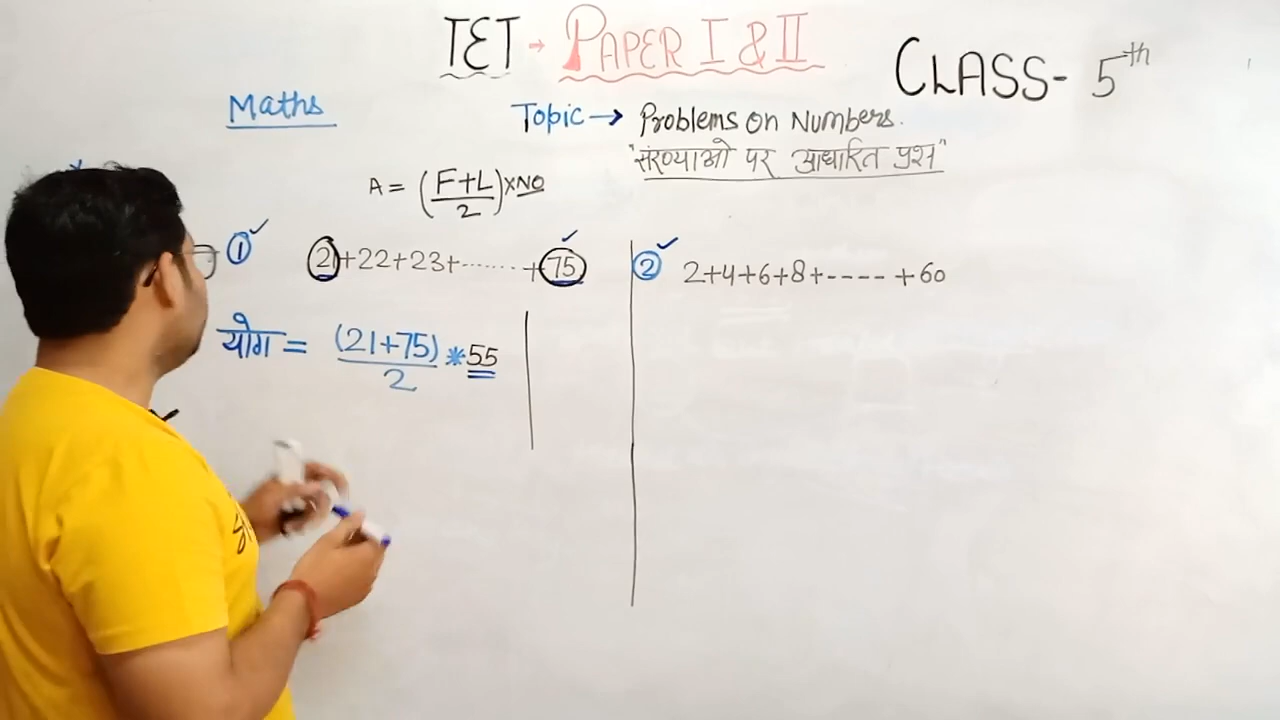 TET → PAPER I & II
CLASS- 5th
Maths
Topic → Problems On Numbers.
"संख्याओ पर आधारित प्रश्न"
A = (F+L/2)×NO
① 21+22+23+.......+75
योग = (21+75)/2 * 55
② 2+4+6+8+---- +60